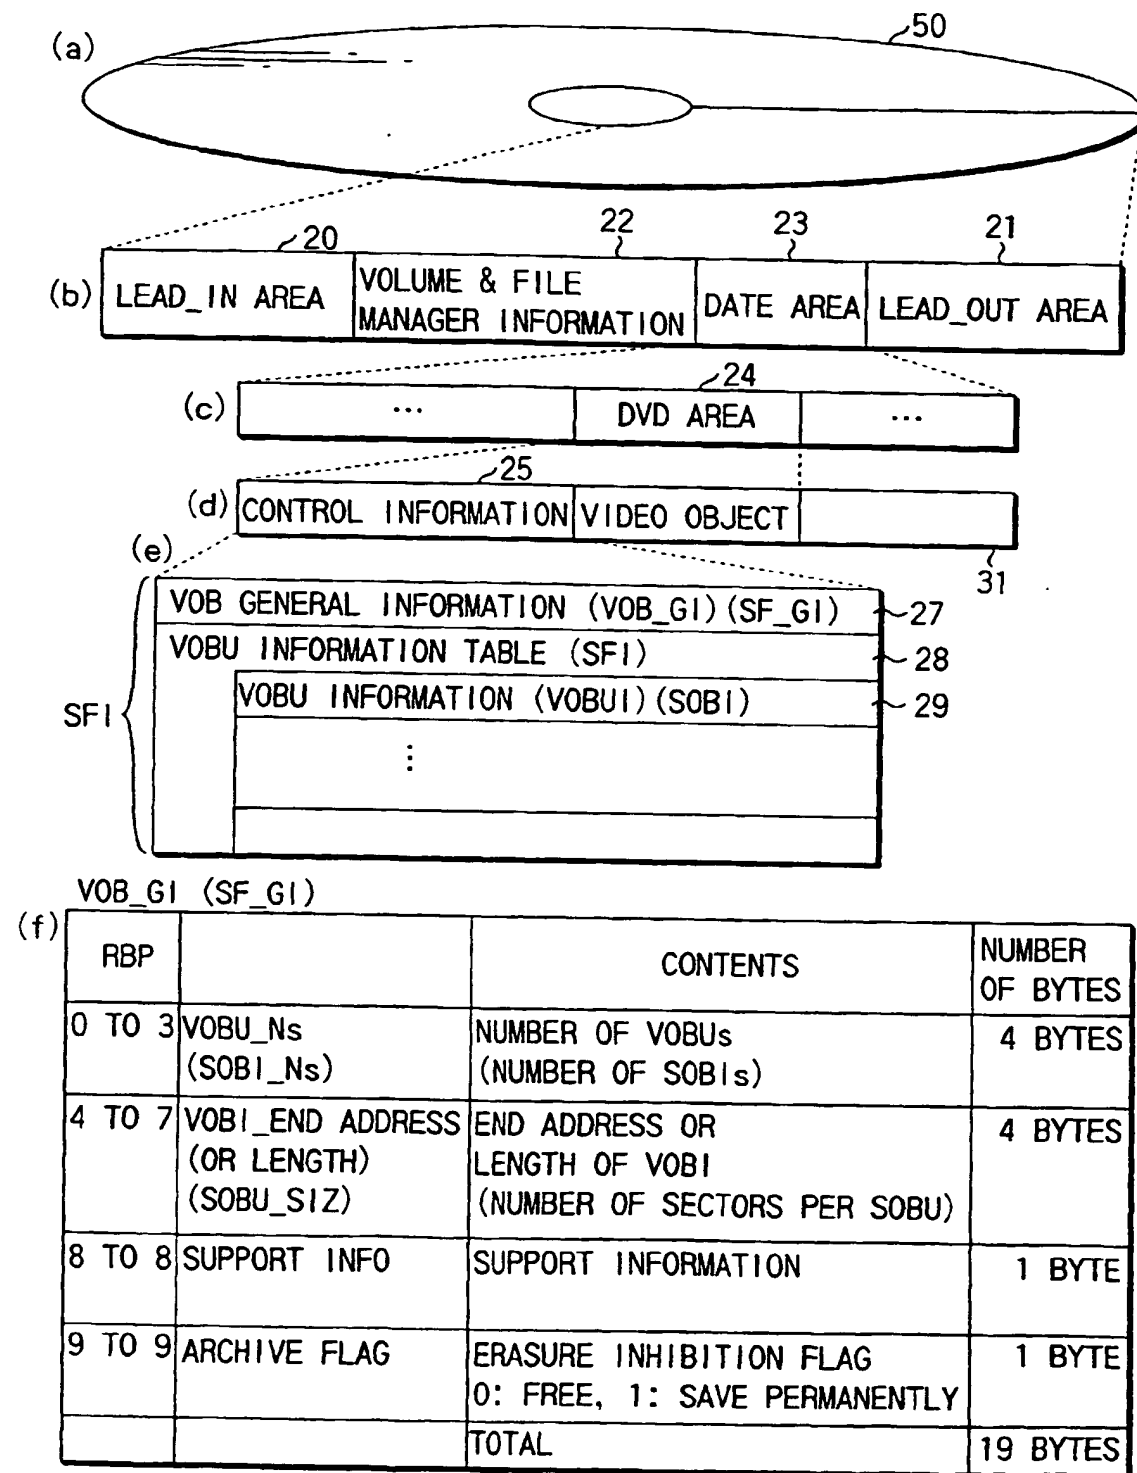 (a)
50
20
22
23
21
(b)
LEAD_IN AREA
VOLUME & FILE
MANAGER INFORMATION
DATE AREA
LEAD_OUT AREA
24
(c)
...
DVD AREA
...
25
(d)
CONTROL INFORMATION
VIDEO OBJECT
31
(e)
VOB GENERAL INFORMATION (VOB_GI)(SF_GI)
27
VOBU INFORMATION TABLE (SFI)
28
VOBU INFORMATION (VOBUI)(SOBI)
29
SFI
⋮
VOB_GI (SF_GI)
(f)
RBP
CONTENTS
NUMBER
OF BYTES
0 TO 3
VOBU_Ns
(SOBI_Ns)
NUMBER OF VOBUs
(NUMBER OF SOBIs)
4 BYTES
4 TO 7
VOBI_END ADDRESS
(OR LENGTH)
(SOBU_SIZ)
END ADDRESS OR
LENGTH OF VOBI
(NUMBER OF SECTORS PER SOBU)
4 BYTES
8 TO 8
SUPPORT INFO
SUPPORT INFORMATION
1 BYTE
9 TO 9
ARCHIVE FLAG
ERASURE INHIBITION FLAG
0: FREE, 1: SAVE PERMANENTLY
1 BYTE
TOTAL
19 BYTES